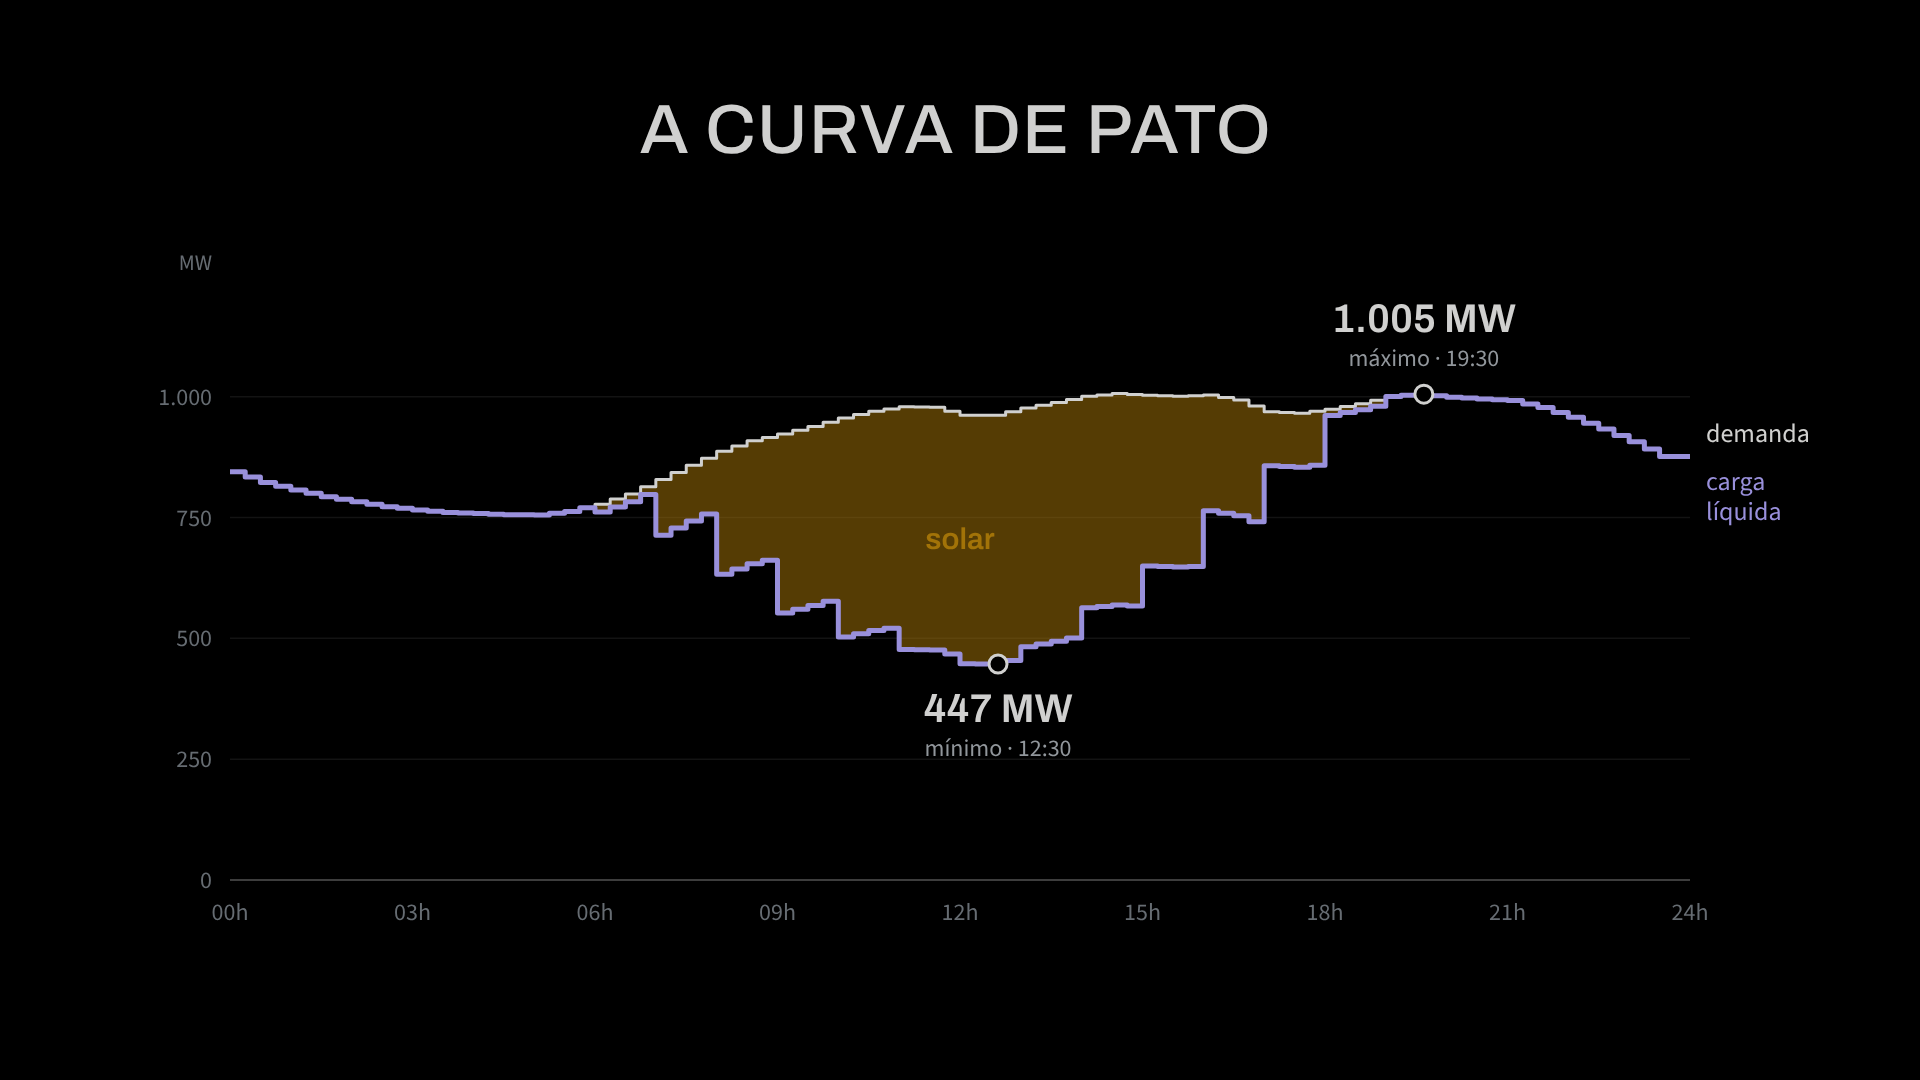 A CURVA DE PATO
MW
1.005 MW
máximo · 19:30
1.000
demanda
carga
líquida
750
solar
500
447 MW
mínimo · 12:30
250
0
00h 03h 06h 09h 12h 15h 18h 21h 24h